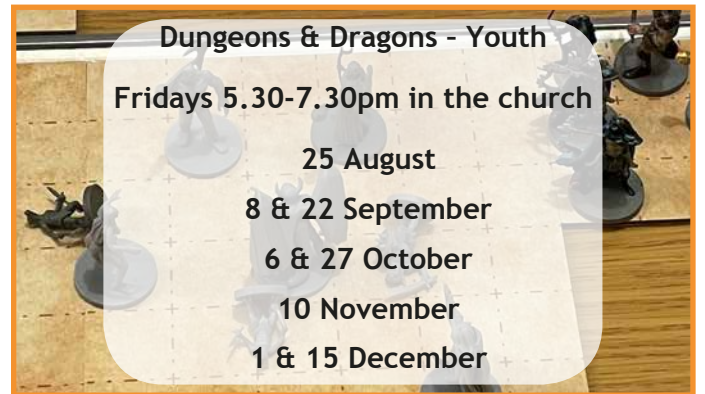 Dungeons & Dragons – Youth
Fridays 5.30-7.30pm in the church
25 August
8 & 22 September
6 & 27 October
10 November
1 & 15 December